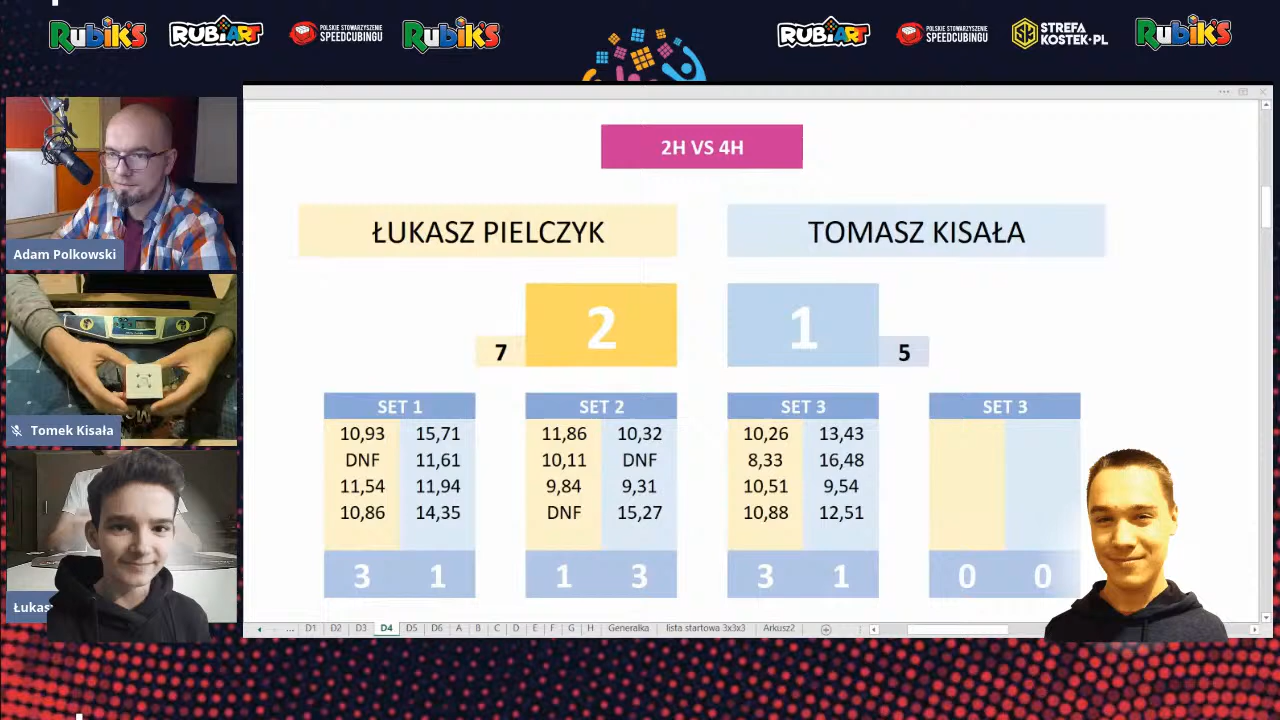 Rubik's
RUBIART
POLSKIE STOWARZYSZENIE
SPEEDCUBINGU
Rubik's
RUBIART
POLSKIE STOWARZYSZENIE
SPEEDCUBINGU
STREFA
KOSTEK.PL
Rubik's
2H VS 4H
ŁUKASZ PIELCZYK
TOMASZ KISAŁA
7
2
1
5
SET 1
10,93 15,71
DNF 11,61
11,54 11,94
10,86 14,35
3 1
SET 2
11,86 10,32
10,11 DNF
9,84 9,31
DNF 15,27
1 3
SET 3
10,26 13,43
8,33 16,48
10,51 9,54
10,88 12,51
3 1
SET 3
0 0
Adam Polkowski
Tomek Kisała
... D1 D2 D3 D4 D5 D6 A B C D E F G H Generalka lista startowa 3x3x3 Arkusz2